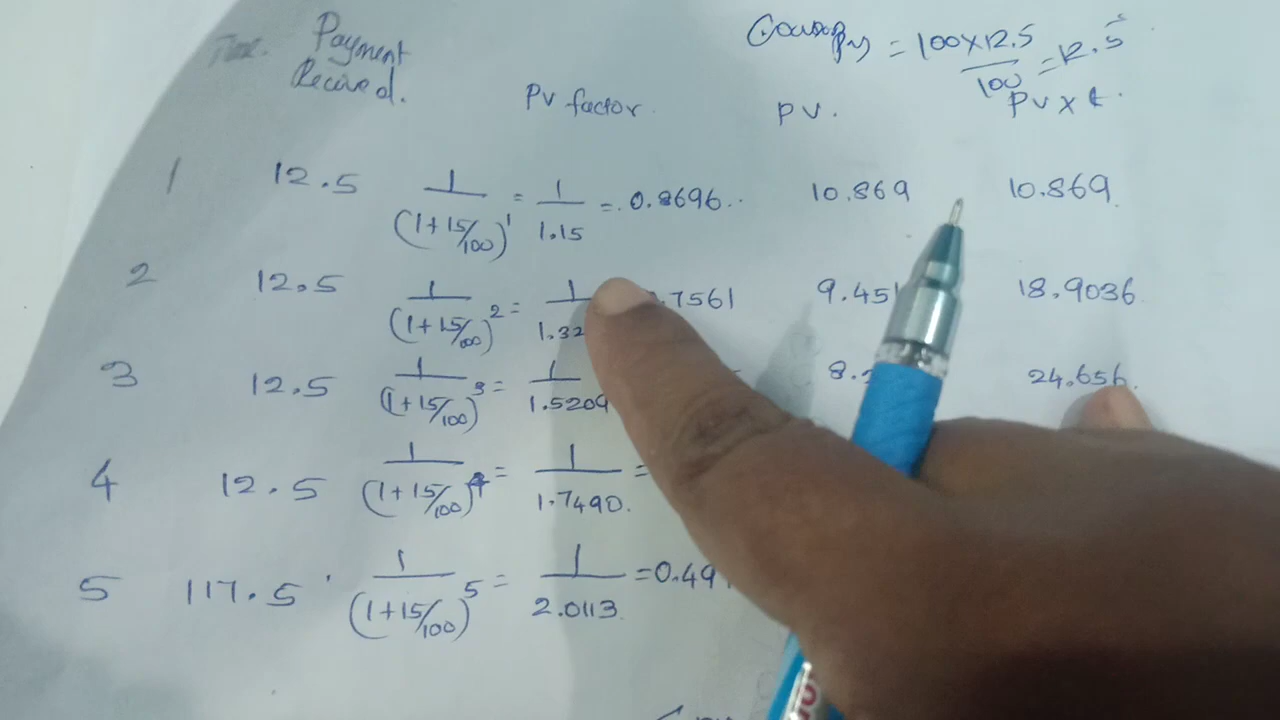 Time. Payment Received.
= 100 x 12.5 / 100 = 12.5
PV factor. PV. PV x t.
1 12.5 1/(1+15/100)^1 = 1/1.15 = 0.8696.. 10.869 10.869.
2 12.5 1/(1+15/100)^2 = 1/1.32 .7561 9.451 18.9036
3 12.5 1/(1+15/100)^3 = 1/1.5209 8. 24.656.
4 12.5 1/(1+15/100)^4 = 1/1.7490. =
5 117.5 1/(1+15/100)^5 = 1/2.0113. = 0.49